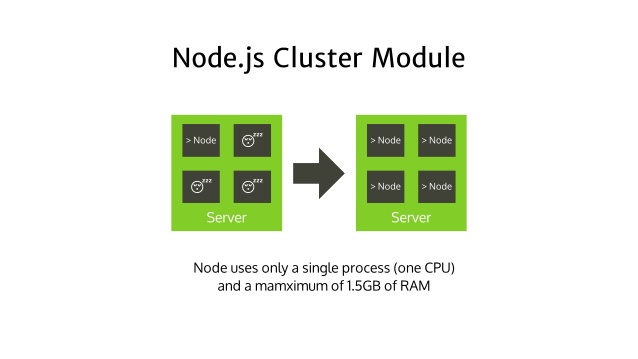 Node.js Cluster Module
> Node
zzz
> Node
> Node
zzz
zzz
> Node
> Node
Server
Server
Node uses only a single process (one CPU)
and a mamximum of 1.5GB of RAM